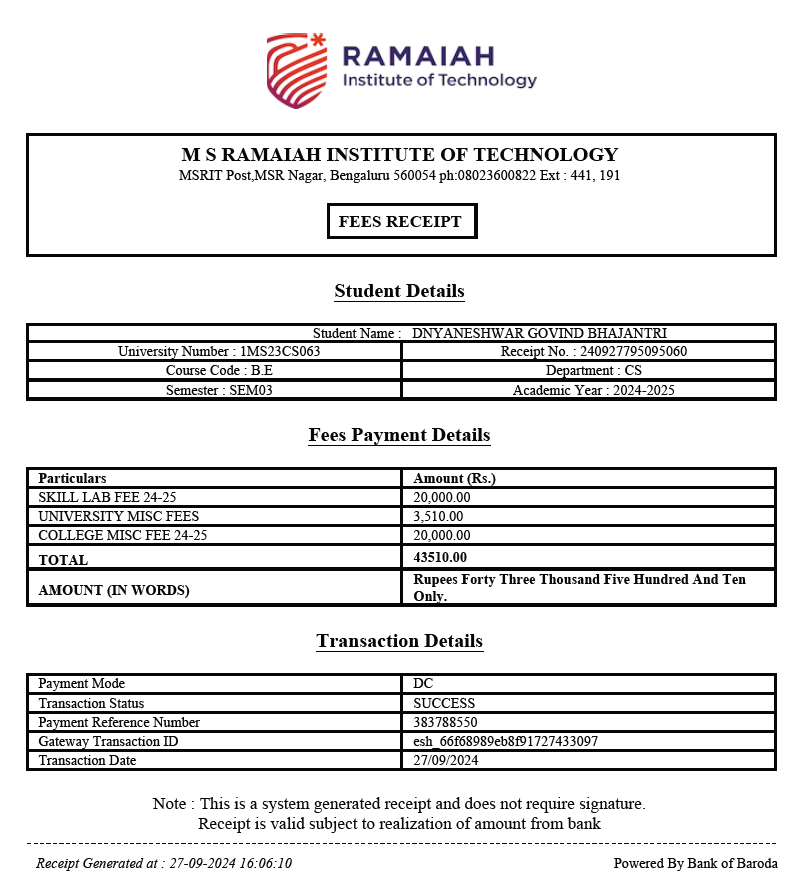 RAMAIAH
Institute of Technology
M S RAMAIAH INSTITUTE OF TECHNOLOGY
MSRIT Post,MSR Nagar, Bengaluru 560054 ph:08023600822 Ext : 441, 191
FEES RECEIPT
Student Details
Student Name : DNYANESHWAR GOVIND BHAJANTRI
University Number : 1MS23CS063 Receipt No. : 240927795095060
Course Code : B.E Department : CS
Semester : SEM03 Academic Year : 2024-2025
Fees Payment Details
Particulars Amount (Rs.)
SKILL LAB FEE 24-25 20,000.00
UNIVERSITY MISC FEES 3,510.00
COLLEGE MISC FEE 24-25 20,000.00
TOTAL 43510.00
AMOUNT (IN WORDS) Rupees Forty Three Thousand Five Hundred And Ten
Only.
Transaction Details
Payment Mode DC
Transaction Status SUCCESS
Payment Reference Number 383788550
Gateway Transaction ID esh_66f68989eb8f91727433097
Transaction Date 27/09/2024
Note : This is a system generated receipt and does not require signature.
Receipt is valid subject to realization of amount from bank
Receipt Generated at : 27-09-2024 16:06:10 Powered By Bank of Baroda